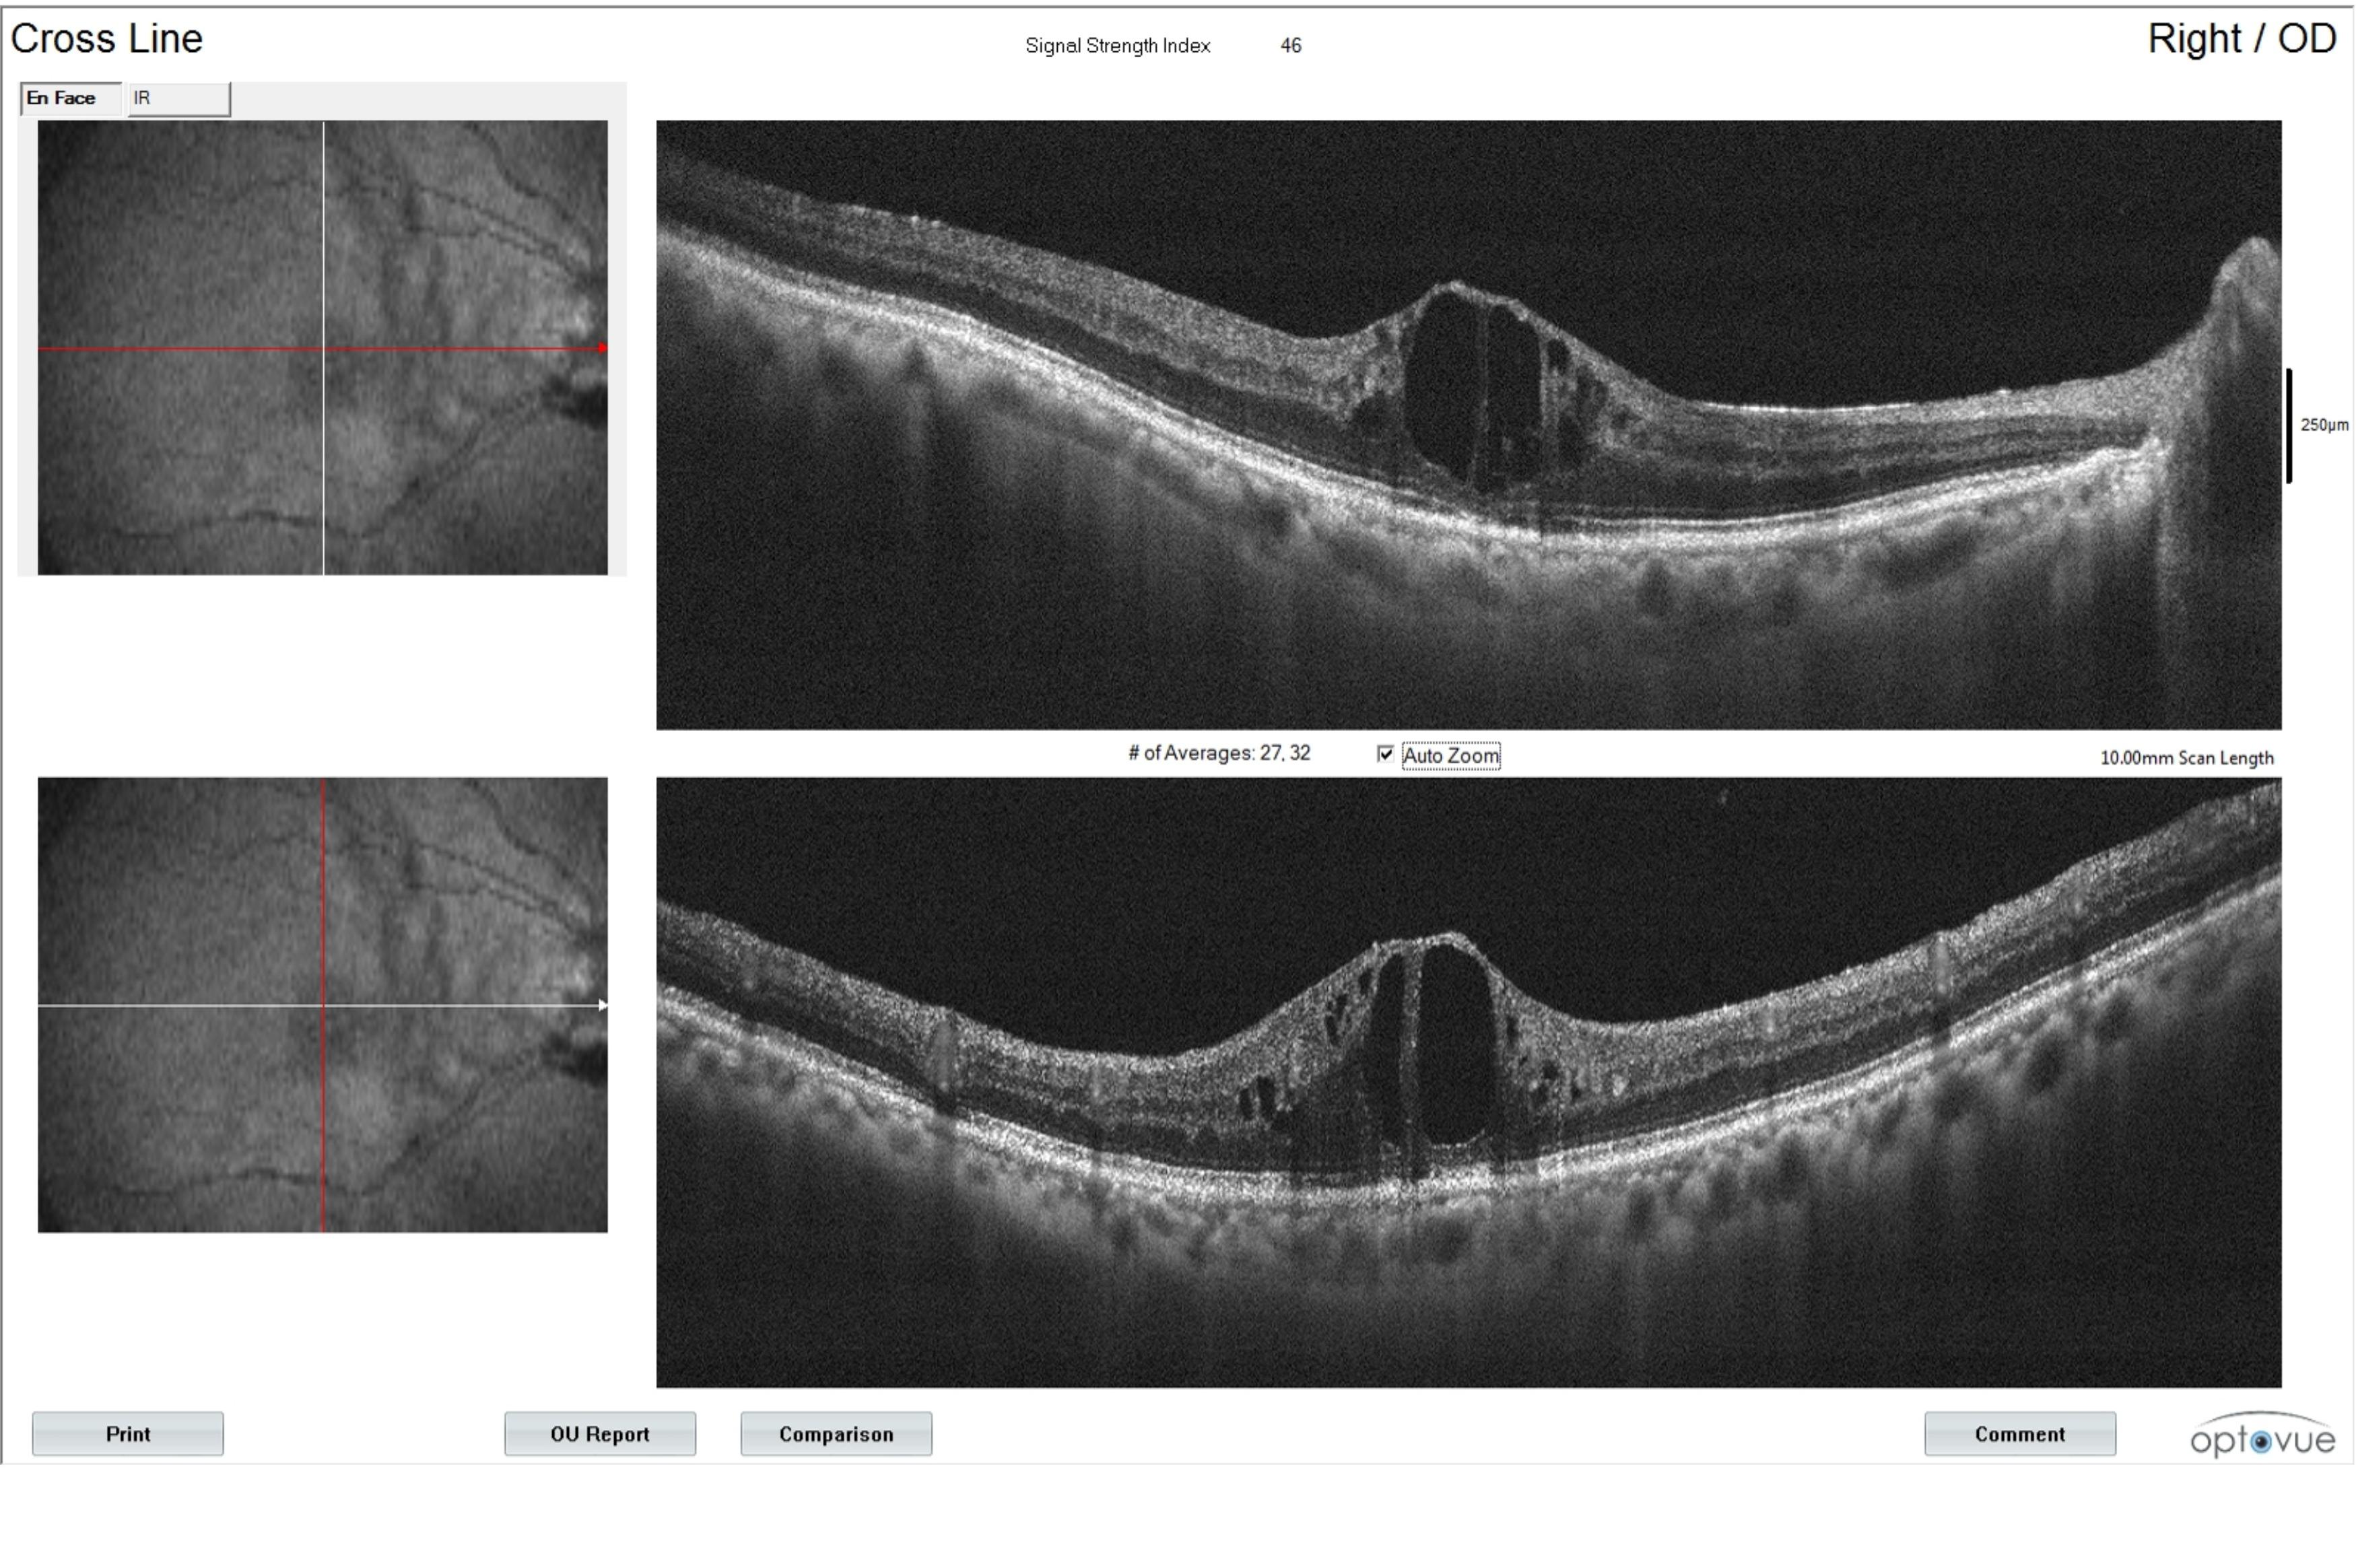 Cross Line
Signal Strength Index 46
Right / OD
En Face IR
250µm
# of Averages: 27, 32
Auto Zoom
10.00mm Scan Length
Print
OU Report
Comparison
Comment
optovue